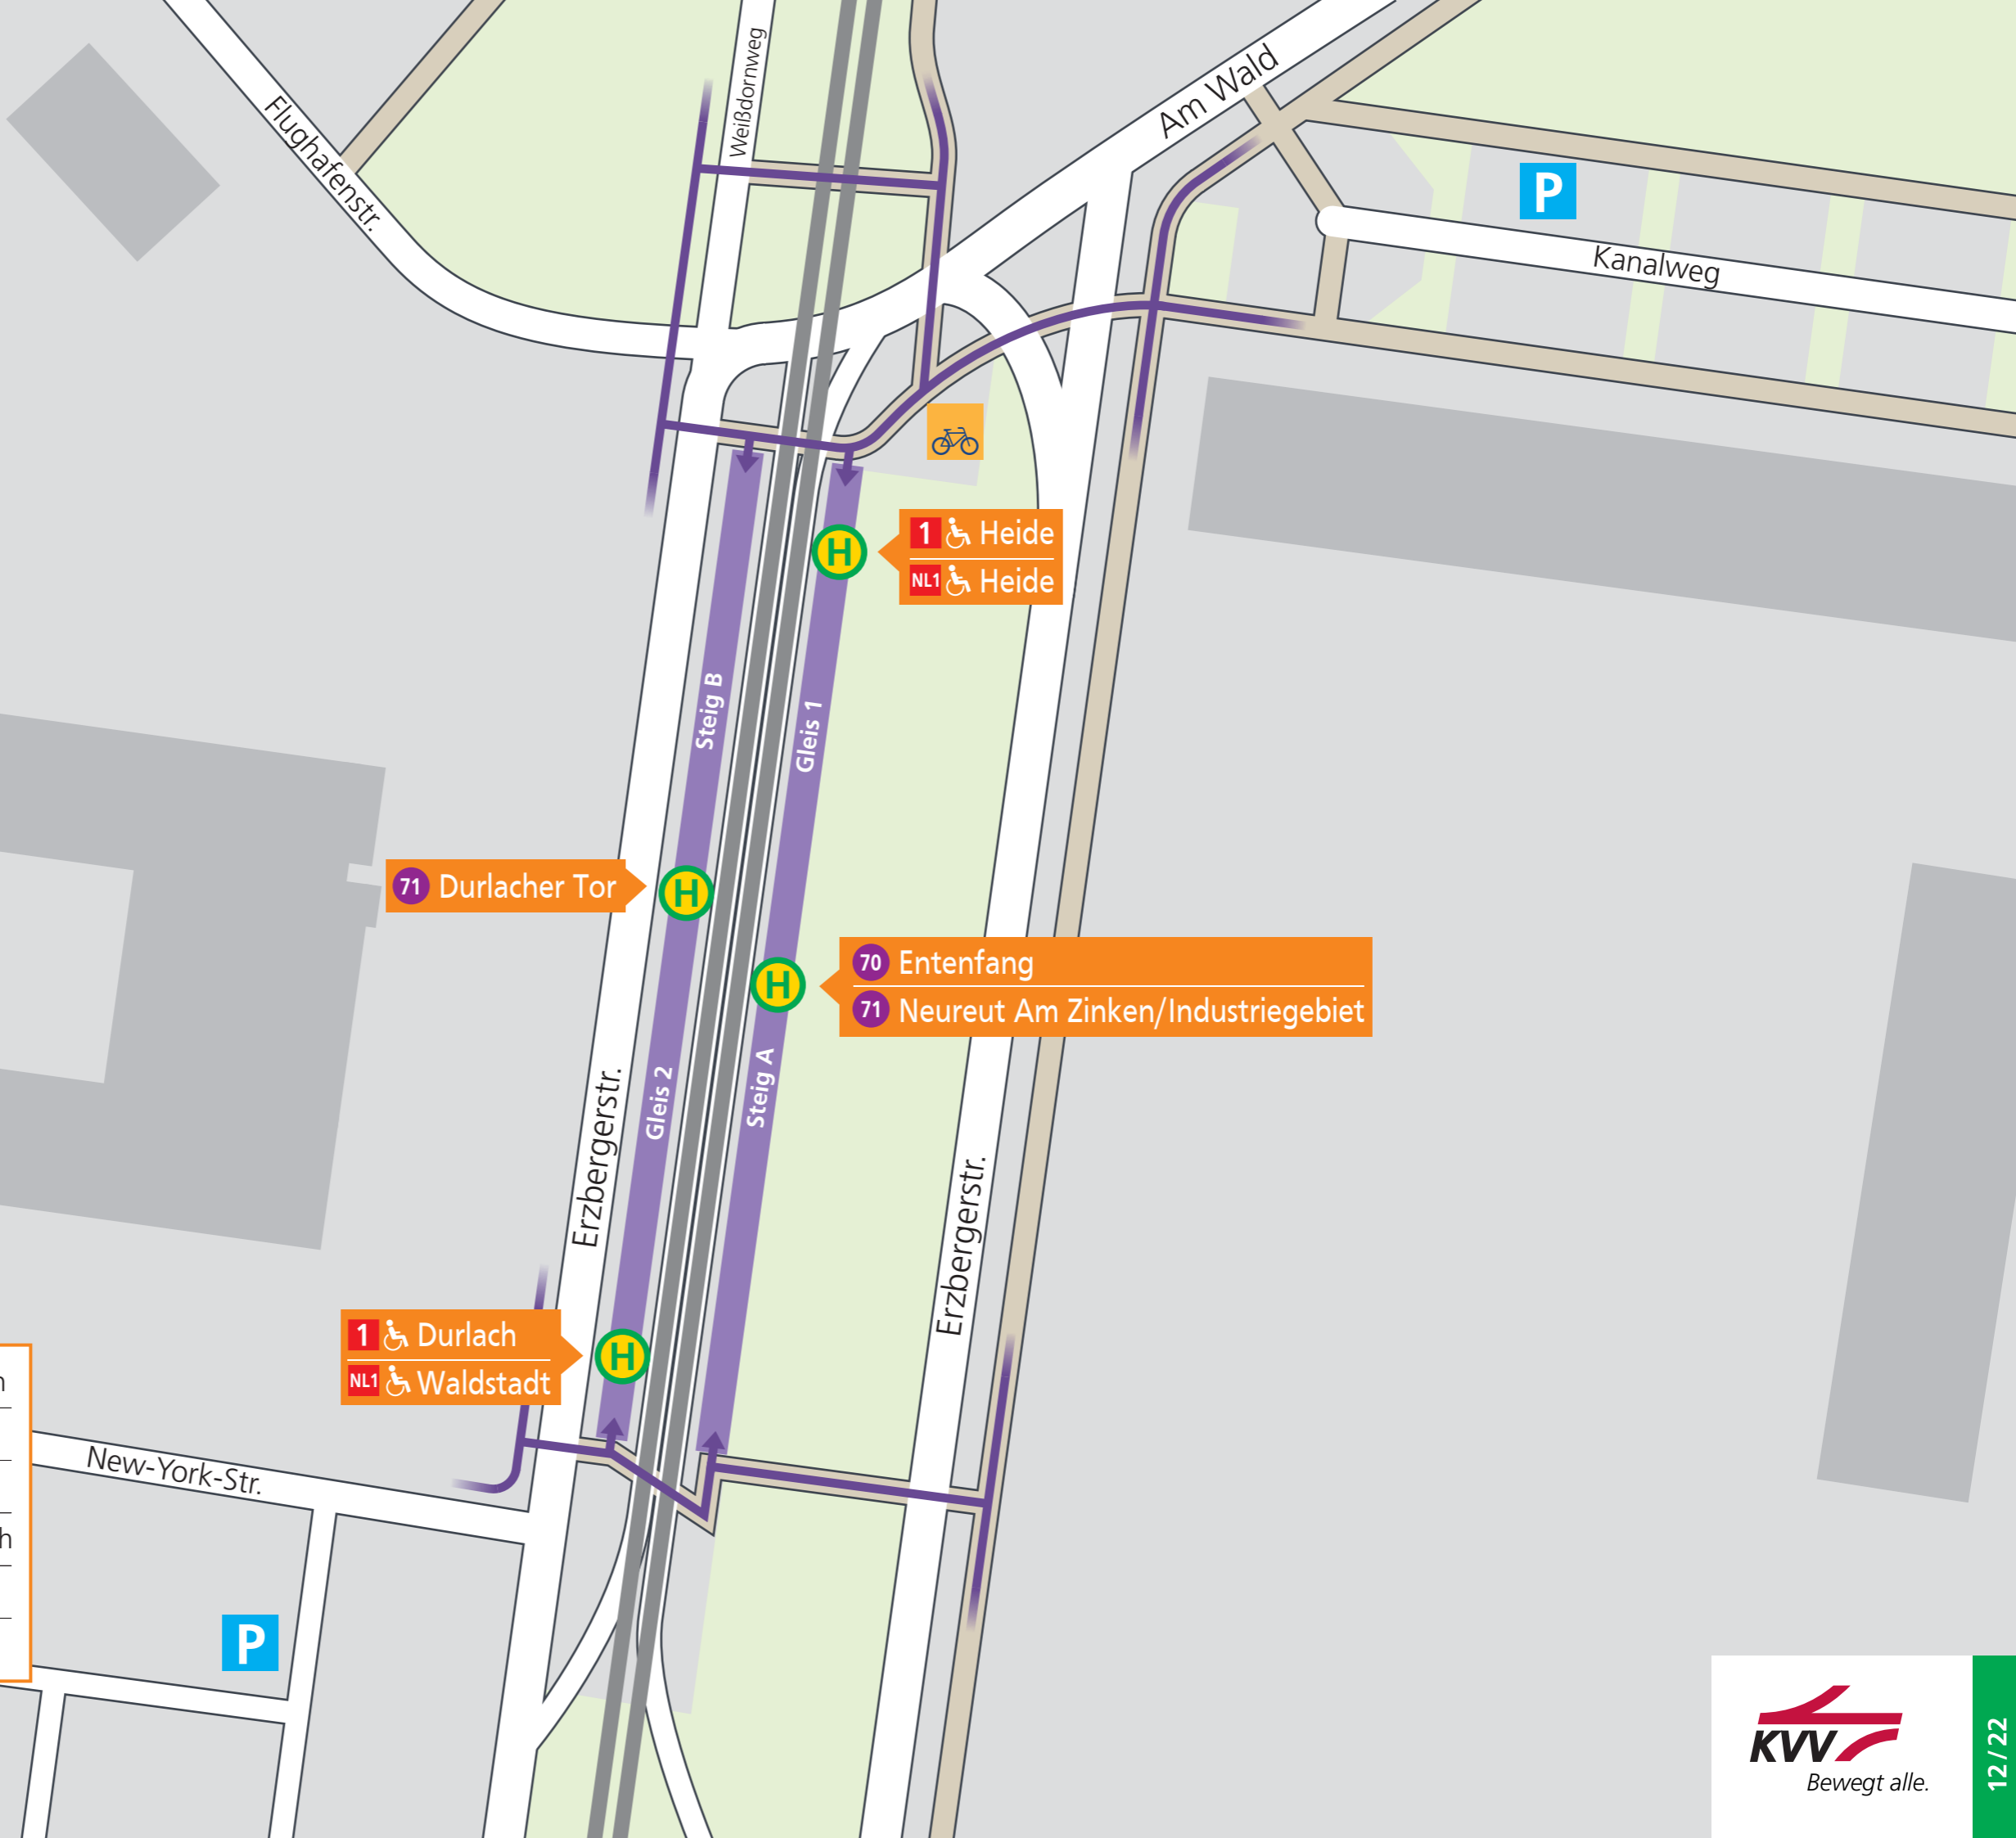 Weißdornweg
Am Wald
Flughafenstr.
P
Kanalweg
H
1 Heide
NL1 Heide
Steig B
Gleis 1
71 Durlacher Tor
H
H
70 Entenfang
71 Neureut Am Zinken/Industriegebiet
Gleis 2
Steig A
Erzbergerstr.
Erzbergerstr.
1 Durlach
NL1 Waldstadt
H
New-York-Str.
h
P
KVV
Bewegt alle.
12/22